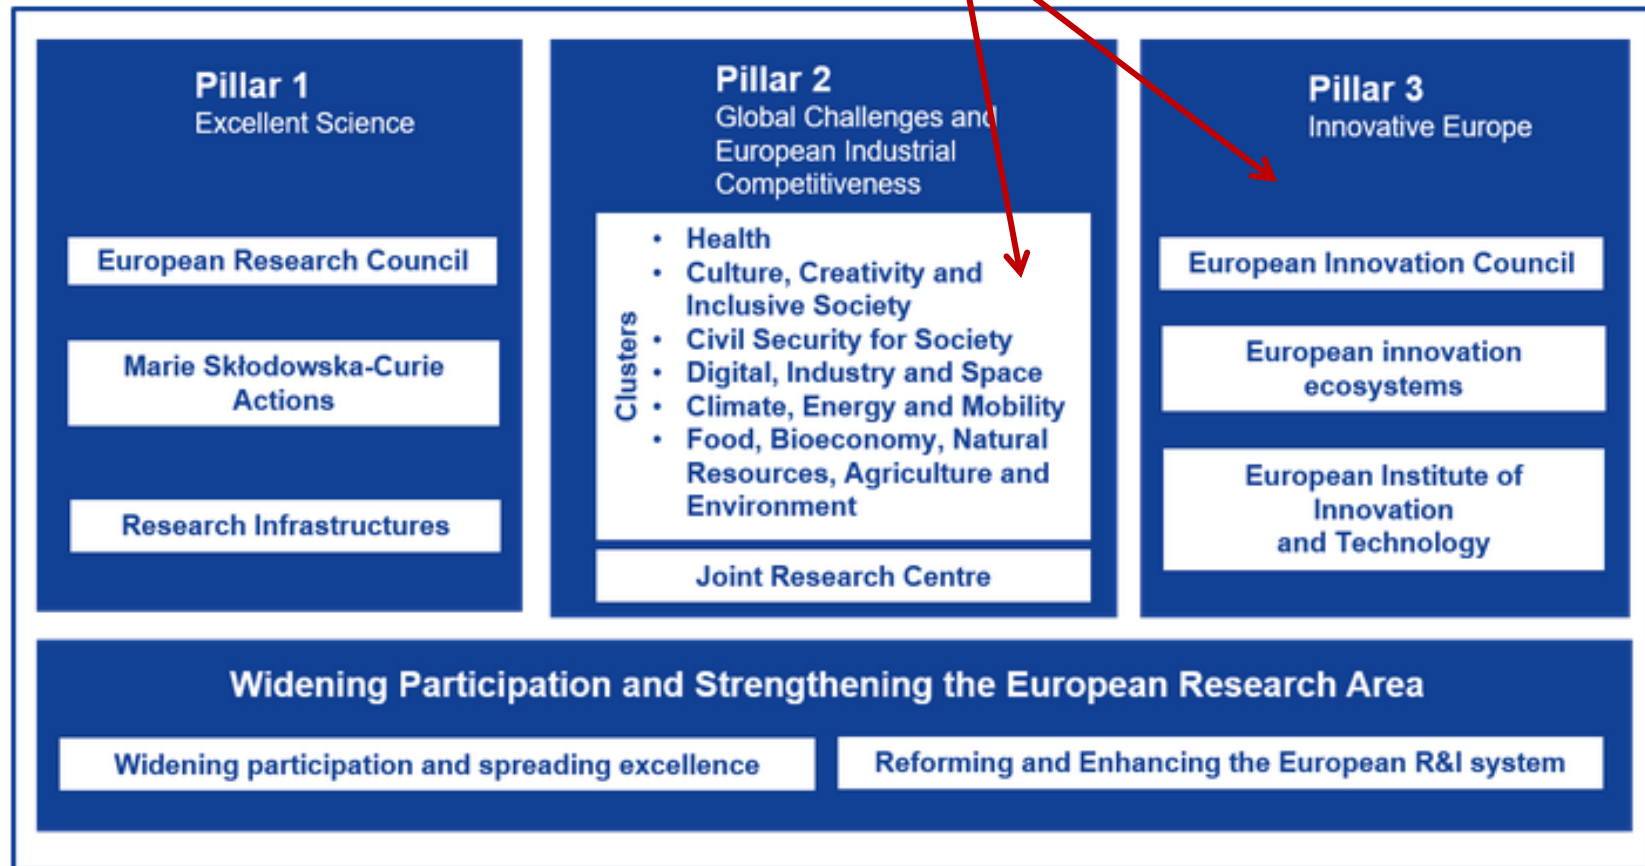 Pillar 1
Excellent Science
European Research Council
Marie Skłodowska-Curie
Actions
Research Infrastructures
Pillar 2
Global Challenges and
European Industrial
Competitiveness
Clusters
• Health
• Culture, Creativity and
Inclusive Society
• Civil Security for Society
• Digital, Industry and Space
• Climate, Energy and Mobility
• Food, Bioeconomy, Natural
Resources, Agriculture and
Environment
Joint Research Centre
Pillar 3
Innovative Europe
European Innovation Council
European innovation
ecosystems
European Institute of
Innovation
and Technology
Widening Participation and Strengthening the European Research Area
Widening participation and spreading excellence
Reforming and Enhancing the European R&I system